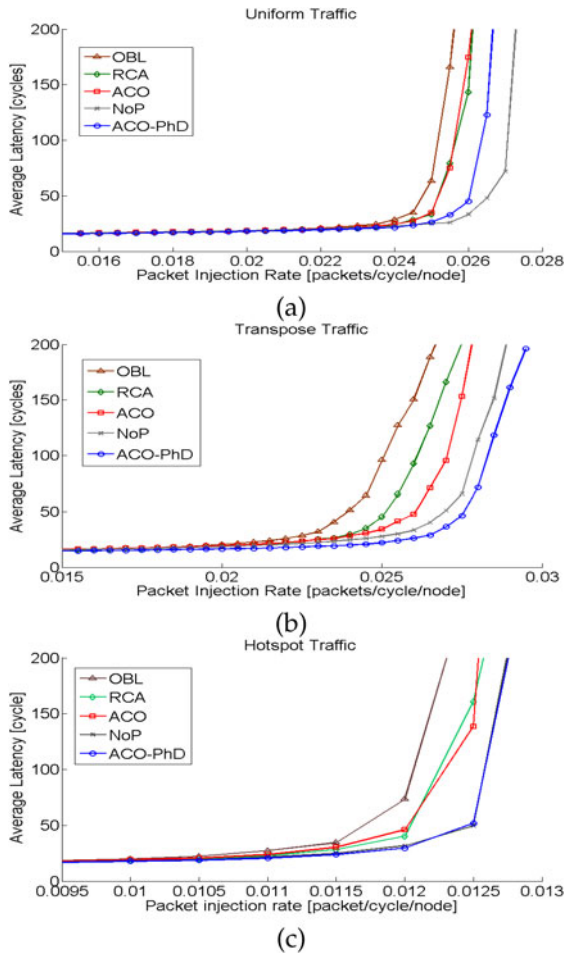 Uniform Traffic
200
150
100
50
0
Average Latency [cycles]
OBL
RCA
ACO
NoP
ACO-PhD
0.016 0.018 0.02 0.022 0.024 0.026 0.028
Packet Injection Rate [packets/cycle/node]
(a)
Transpose Traffic
200
150
100
50
0
Average Latency [cycles]
OBL
RCA
ACO
NoP
ACO-PhD
0.015 0.02 0.025 0.03
Packet Injection Rate [packets/cycle/node]
(b)
Hotspot Traffic
200
150
100
50
0
Average Latency [cycle]
OBL
RCA
ACO
NoP
ACO-PhD
0.0095 0.01 0.0105 0.011 0.0115 0.012 0.0125 0.013
Packet injection rate [packet/cycle/node]
(c)